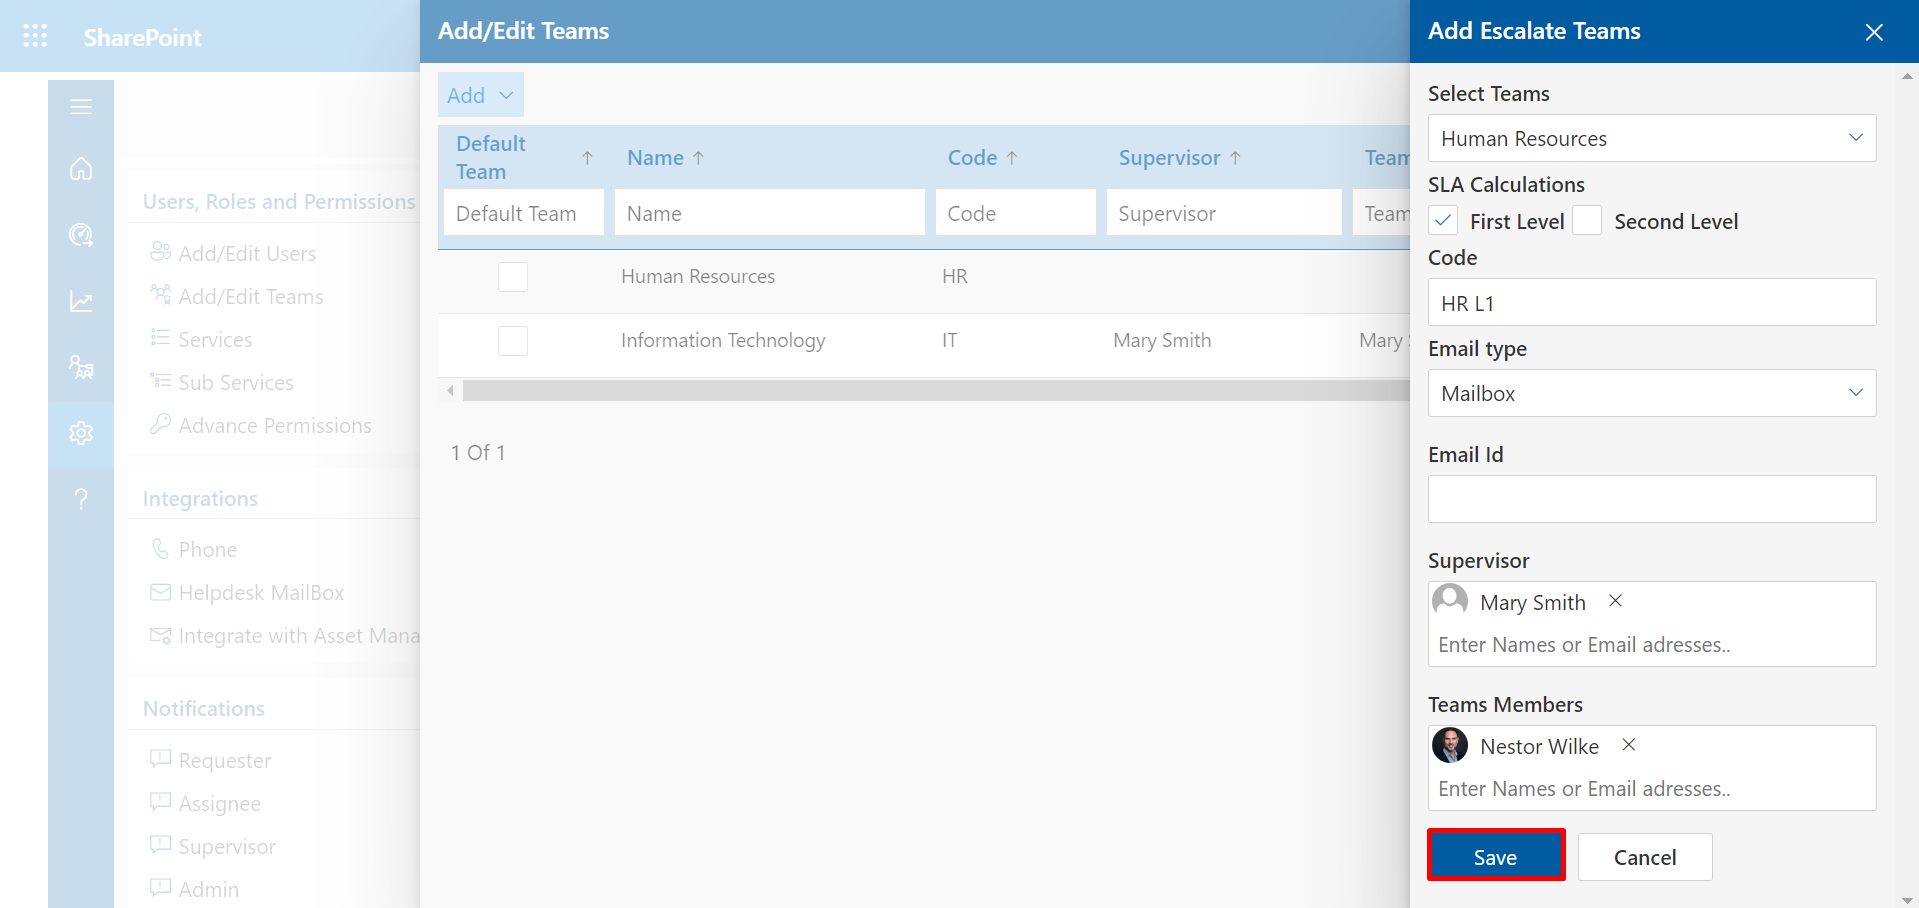 SharePoint
Users, Roles and Permissions
Add/Edit Users
Add/Edit Teams
Services
Sub Services
Advance Permissions
Integrations
Phone
Helpdesk MailBox
Integrate with Asset Mana
Notifications
Requester
Assignee
Supervisor
Admin
Add/Edit Teams
Add
Default Team Name Code Supervisor Team
Default Team Name Code Supervisor Team
Human Resources HR
Information Technology IT Mary Smith Mary S
1 Of 1
Add Escalate Teams
Select Teams
Human Resources
SLA Calculations
First Level Second Level
Code
HR L1
Email type
Mailbox
Email Id
Supervisor
Mary Smith
Enter Names or Email adresses..
Teams Members
Nestor Wilke
Enter Names or Email adresses..
Save Cancel